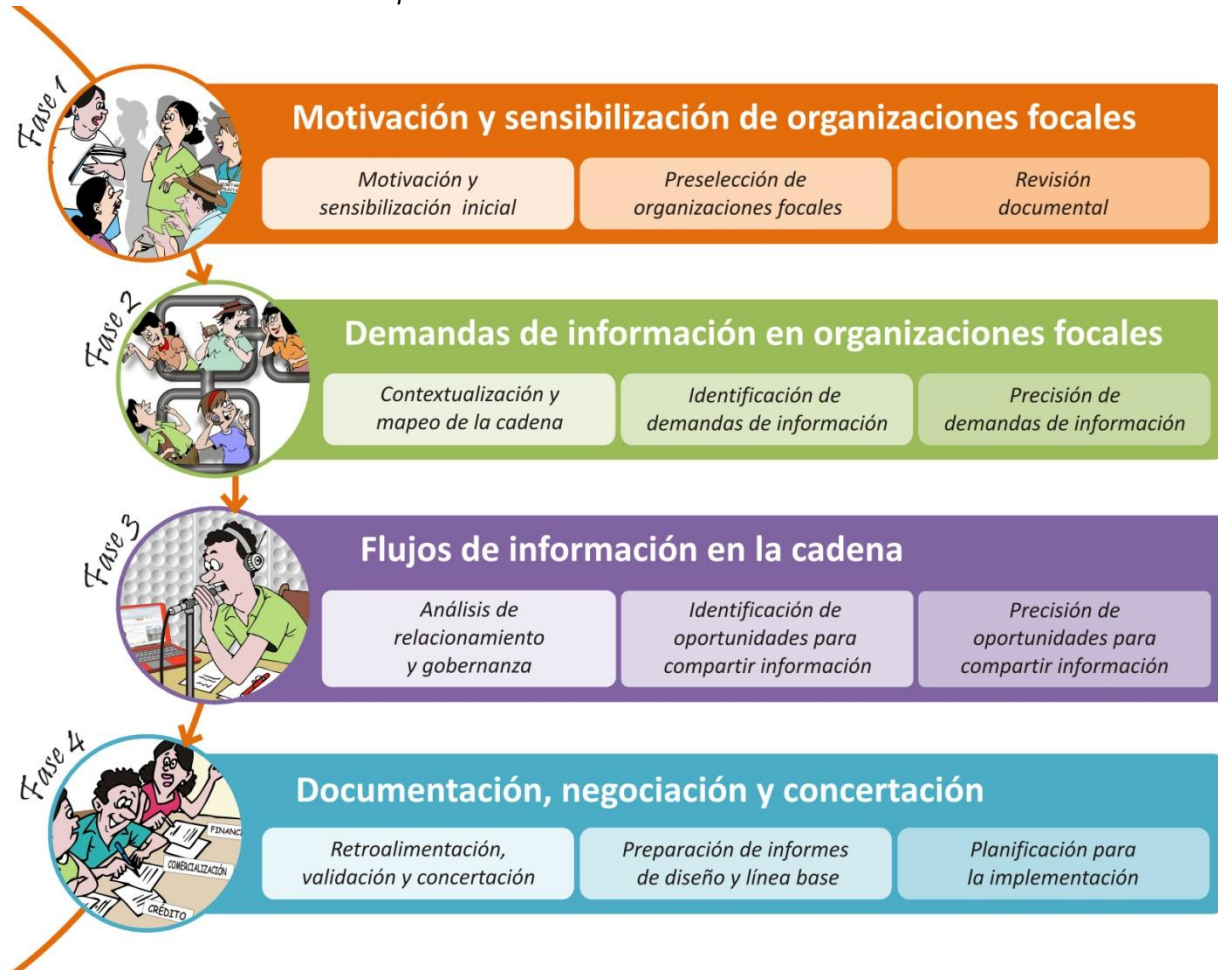 Fase 1
Motivación y sensibilización de organizaciones focales
Motivación y
sensibilización inicial
Preselección de
organizaciones focales
Revisión
documental
Fase 2
Demandas de información en organizaciones focales
Contextualización y
mapeo de la cadena
Identificación de
demandas de información
Precisión de
demandas de información
Fase 3
Flujos de información en la cadena
Análisis de
relacionamiento
y gobernanza
Identificación de
oportunidades para
compartir información
Precisión de
oportunidades para
compartir información
Fase 4
Documentación, negociación y concertación
Retroalimentación,
validación y concertación
Preparación de informes
de diseño y línea base
Planificación para
la implementación
FINANC
COMERCIALIZACIÓN
CRÉDITO